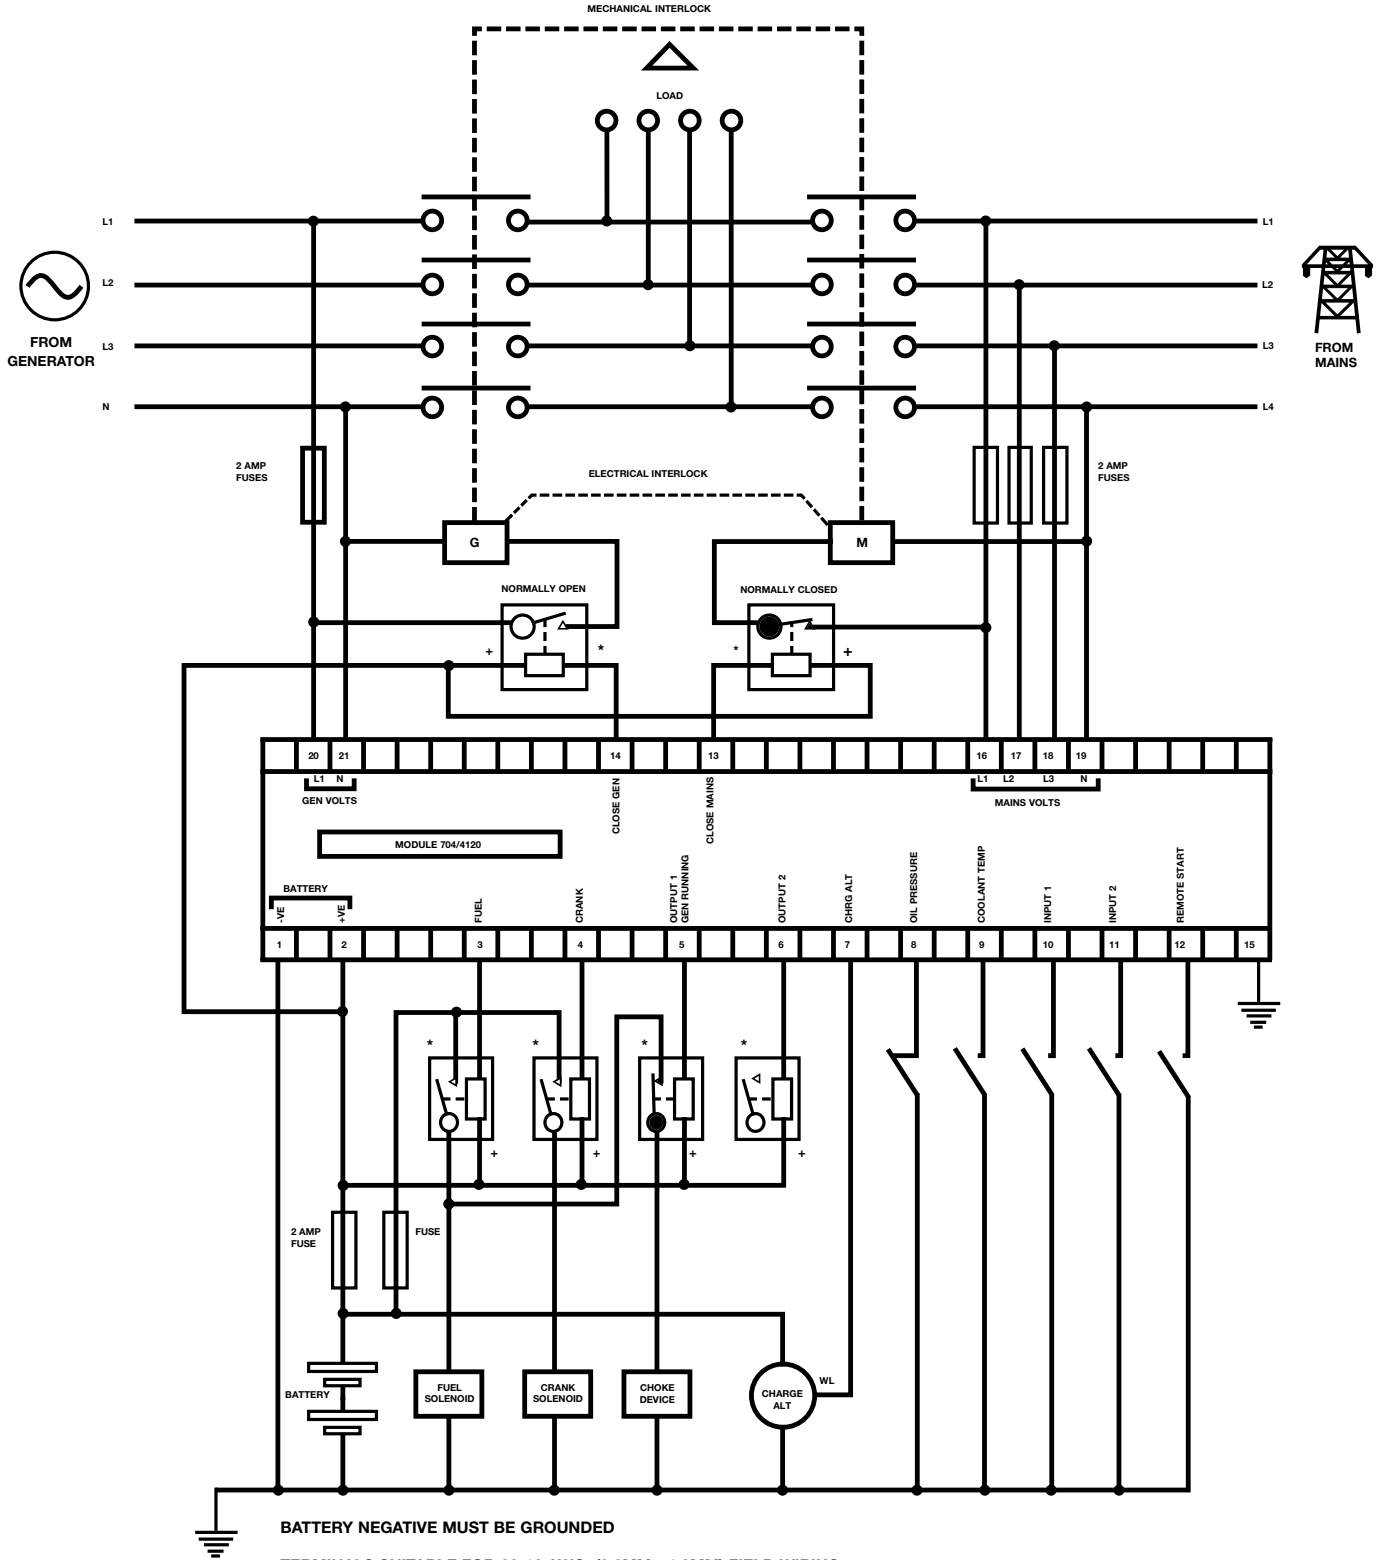 MECHANICAL INTERLOCK
LOAD
L1
L1
L2
L2
FROM
GENERATOR
L3
L3
FROM
MAINS
N
L4
2 AMP
FUSES
ELECTRICAL INTERLOCK
2 AMP
FUSES
G
M
NORMALLY OPEN
NORMALLY CLOSED
+
*
*
+
20
21
14
13
16
17
18
19
L1
N
L1
L2
L3
N
GEN VOLTS
CLOSE GEN
CLOSE MAINS
MAINS VOLTS
MODULE 704/4120
BATTERY
-VE
+VE
FUEL
CRANK
OUTPUT 1
GEN RUNNING
OUTPUT 2
CHRG ALT
OIL PRESSURE
COOLANT TEMP
INPUT 1
INPUT 2
REMOTE START
1
2
3
4
5
6
7
8
9
10
11
12
15
*
*
*
*
+
+
+
+
2 AMP
FUSE
FUSE
BATTERY
FUEL
SOLENOID
CRANK
SOLENOID
CHOKE
DEVICE
CHARGE
ALT
WL
BATTERY NEGATIVE MUST BE GROUNDED